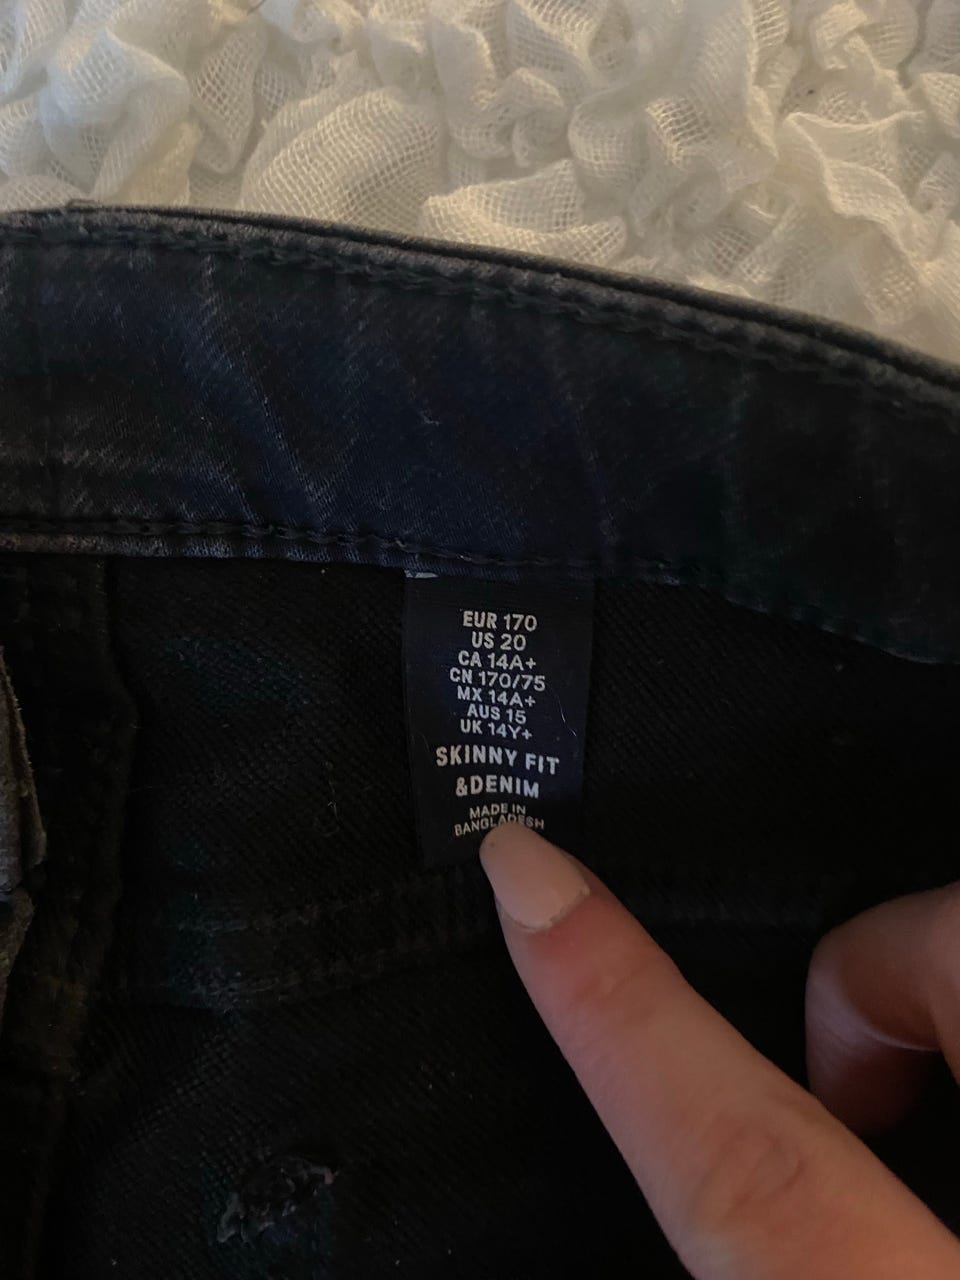 EUR 170
US 20
CA 14A+
CN 170/75
MX 14A+
AUS 15
UK 14Y+
SKINNY FIT
&DENIM
MADE IN
BANGLADESH